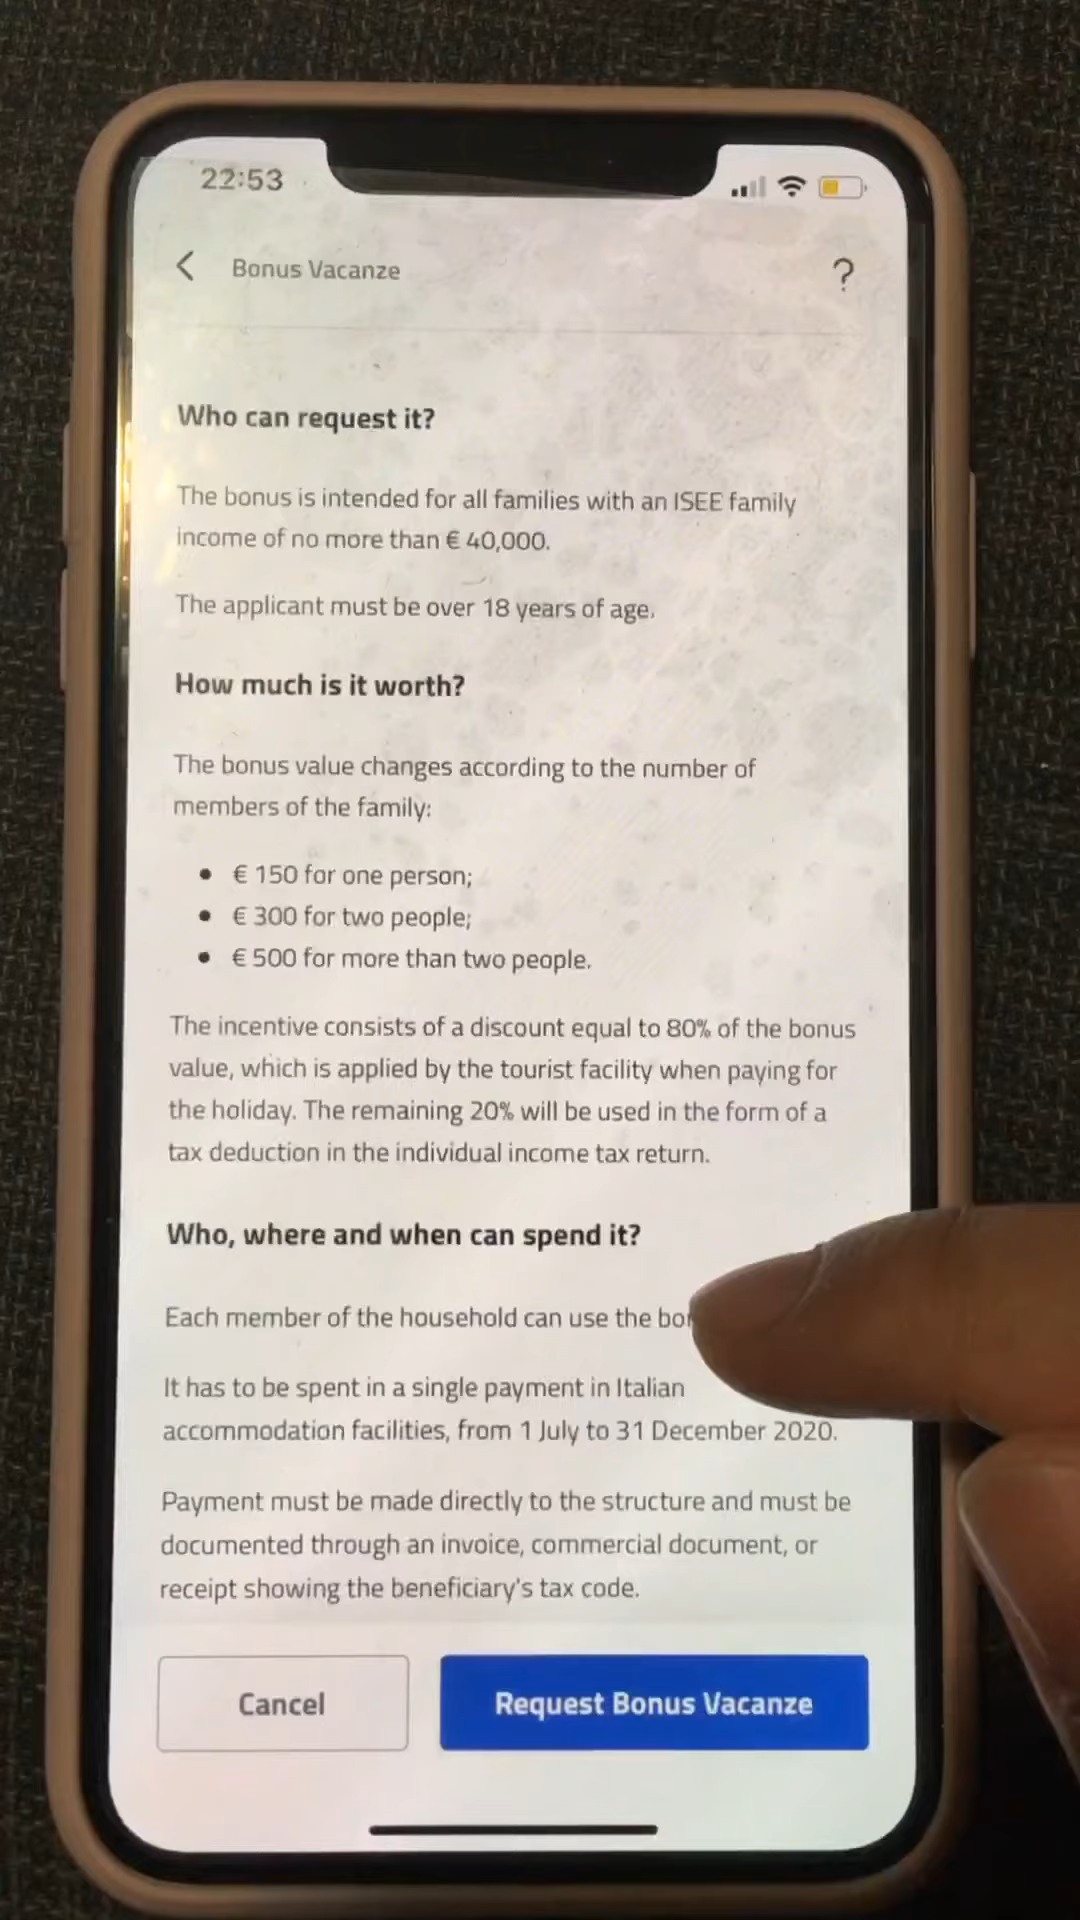 22:53
Bonus Vacanze
?
Who can request it?
The bonus is intended for all families with an ISEE family
income of no more than € 40,000.
The applicant must be over 18 years of age.
How much is it worth?
The bonus value changes according to the number of
members of the family:
• € 150 for one person;
• € 300 for two people;
• € 500 for more than two people.
The incentive consists of a discount equal to 80% of the bonus
value, which is applied by the tourist facility when paying for
the holiday. The remaining 20% will be used in the form of a
tax deduction in the individual income tax return.
Who, where and when can spend it?
Each member of the household can use the
It has to be spent in a single payment in Italian
accommodation facilities, from 1 July to 31 December 2020.
Payment must be made directly to the structure and must be
documented through an invoice, commercial document, or
receipt showing the beneficiary's tax code.
Cancel
Request Bonus Vacanze